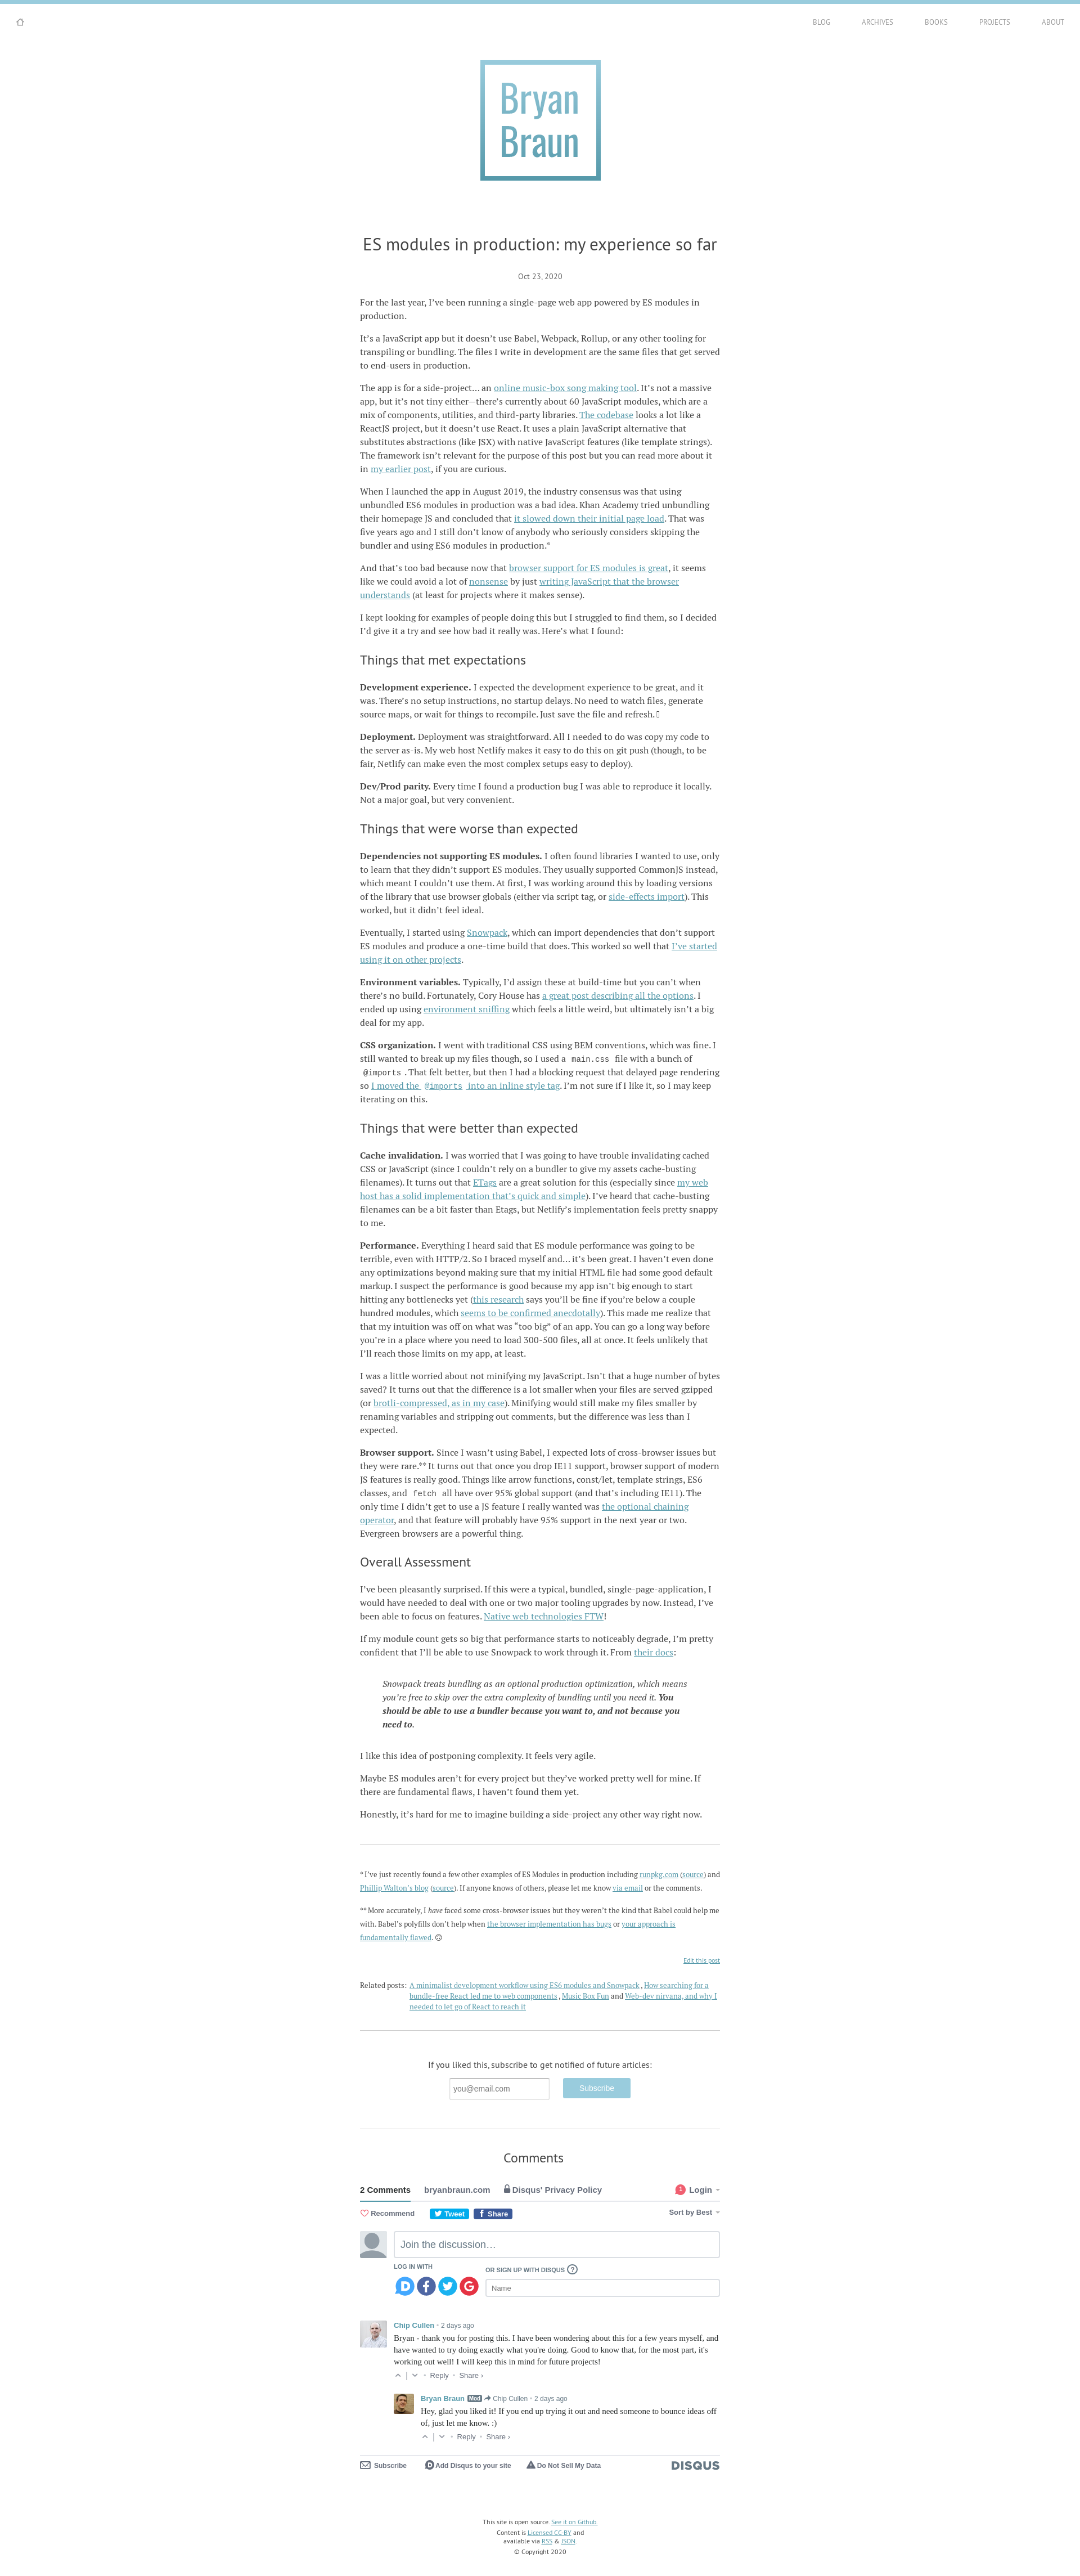 BLOG ARCHIVES BOOKS PROJECTS ABOUT
Bryan
Braun
ES modules in production: my experience so far
Oct 23, 2020
For the last year, I’ve been running a single-page web app powered by ES modules in
production.
It’s a JavaScript app but it doesn’t use Babel, Webpack, Rollup, or any other tooling for
transpiling or bundling. The files I write in development are the same files that get served
to end-users in production.
The app is for a side-project… an online music-box song making tool. It’s not a massive
app, but it’s not tiny either—there’s currently about 60 JavaScript modules, which are a
mix of components, utilities, and third-party libraries. The codebase looks a lot like a
ReactJS project, but it doesn’t use React. It uses a plain JavaScript alternative that
substitutes abstractions (like JSX) with native JavaScript features (like template strings).
The framework isn’t relevant for the purpose of this post but you can read more about it
in my earlier post, if you are curious.
When I launched the app in August 2019, the industry consensus was that using
unbundled ES6 modules in production was a bad idea. Khan Academy tried unbundling
their homepage JS and concluded that it slowed down their initial page load. That was
five years ago and I still don’t know of anybody who seriously considers skipping the
bundler and using ES6 modules in production.*
And that’s too bad because now that browser support for ES modules is great, it seems
like we could avoid a lot of nonsense by just writing JavaScript that the browser
understands (at least for projects where it makes sense).
I kept looking for examples of people doing this but I struggled to find them, so I decided
I’d give it a try and see how bad it really was. Here’s what I found:
Things that met expectations
Development experience. I expected the development experience to be great, and it
was. There’s no setup instructions, no startup delays. No need to watch files, generate
source maps, or wait for things to recompile. Just save the file and refresh.
Deployment. Deployment was straightforward. All I needed to do was copy my code to
the server as-is. My web host Netlify makes it easy to do this on git push (though, to be
fair, Netlify can make even the most complex setups easy to deploy).
Dev/Prod parity. Every time I found a production bug I was able to reproduce it locally.
Not a major goal, but very convenient.
Things that were worse than expected
Dependencies not supporting ES modules. I often found libraries I wanted to use, only
to learn that they didn’t support ES modules. They usually supported CommonJS instead,
which meant I couldn’t use them. At first, I was working around this by loading versions
of the library that use browser globals (either via script tag, or side-effects import). This
worked, but it didn’t feel ideal.
Eventually, I started using Snowpack, which can import dependencies that don’t support
ES modules and produce a one-time build that does. This worked so well that I’ve started
using it on other projects.
Environment variables. Typically, I’d assign these at build-time but you can’t when
there’s no build. Fortunately, Cory House has a great post describing all the options. I
ended up using environment sniffing which feels a little weird, but ultimately isn’t a big
deal for my app.
CSS organization. I went with traditional CSS using BEM conventions, which was fine. I
still wanted to break up my files though, so I used a main.css file with a bunch of
@imports . That felt better, but then I had a blocking request that delayed page rendering
so I moved the @imports into an inline style tag. I’m not sure if I like it, so I may keep
iterating on this.
Things that were better than expected
Cache invalidation. I was worried that I was going to have trouble invalidating cached
CSS or JavaScript (since I couldn’t rely on a bundler to give my assets cache-busting
filenames). It turns out that ETags are a great solution for this (especially since my web
host has a solid implementation that’s quick and simple). I’ve heard that cache-busting
filenames can be a bit faster than Etags, but Netlify’s implementation feels pretty snappy
to me.
Performance. Everything I heard said that ES module performance was going to be
terrible, even with HTTP/2. So I braced myself and… it’s been great. I haven’t even done
any optimizations beyond making sure that my initial HTML file had some good default
markup. I suspect the performance is good because my app isn’t big enough to start
hitting any bottlenecks yet (this research says you’ll be fine if you’re below a couple
hundred modules, which seems to be confirmed anecdotally). This made me realize that
that my intuition was off on what was “too big” of an app. You can go a long way before
you’re in a place where you need to load 300-500 files, all at once. It feels unlikely that
I’ll reach those limits on my app, at least.
I was a little worried about not minifying my JavaScript. Isn’t that a huge number of bytes
saved? It turns out that the difference is a lot smaller when your files are served gzipped
(or brotli-compressed, as in my case). Minifying would still make my files smaller by
renaming variables and stripping out comments, but the difference was less than I
expected.
Browser support. Since I wasn’t using Babel, I expected lots of cross-browser issues but
they were rare.** It turns out that once you drop IE11 support, browser support of modern
JS features is really good. Things like arrow functions, const/let, template strings, ES6
classes, and fetch all have over 95% global support (and that’s including IE11). The
only time I didn’t get to use a JS feature I really wanted was the optional chaining
operator, and that feature will probably have 95% support in the next year or two.
Evergreen browsers are a powerful thing.
Overall Assessment
I’ve been pleasantly surprised. If this were a typical, bundled, single-page-application, I
would have needed to deal with one or two major tooling upgrades by now. Instead, I’ve
been able to focus on features. Native web technologies FTW!
If my module count gets so big that performance starts to noticeably degrade, I’m pretty
confident that I’ll be able to use Snowpack to work through it. From their docs:
Snowpack treats bundling as an optional production optimization, which means
you’re free to skip over the extra complexity of bundling until you need it. You
should be able to use a bundler because you want to, and not because you
need to.
I like this idea of postponing complexity. It feels very agile.
Maybe ES modules aren’t for every project but they’ve worked pretty well for mine. If
there are fundamental flaws, I haven’t found them yet.
Honestly, it’s hard for me to imagine building a side-project any other way right now.
* I’ve just recently found a few other examples of ES Modules in production including runpkg.com (source) and
Phillip Walton’s blog (source). If anyone knows of others, please let me know via email or the comments.
** More accurately, I have faced some cross-browser issues but they weren’t the kind that Babel could help me
with. Babel’s polyfills don’t help when the browser implementation has bugs or your approach is
fundamentally flawed. 🙃
Edit this post
Related posts: A minimalist development workflow using ES6 modules and Snowpack , How searching for a
bundle-free React led me to web components , Music Box Fun and Web-dev nirvana, and why I
needed to let go of React to reach it
If you liked this, subscribe to get notified of future articles:
you@email.com Subscribe
Comments
2 Comments bryanbraun.com Disqus' Privacy Policy 1 Login
Recommend Tweet Share Sort by Best
Join the discussion…
LOG IN WITH
OR SIGN UP WITH DISQUS ?
Name
Chip Cullen • 2 days ago
Bryan - thank you for posting this. I have been wondering about this for a few years myself, and
have wanted to try doing exactly what you're doing. Good to know that, for the most part, it's
working out well! I will keep this in mind for future projects!
• Reply • Share ›
Bryan Braun Mod Chip Cullen • 2 days ago
Hey, glad you liked it! If you end up trying it out and need someone to bounce ideas off
of, just let me know. :)
• Reply • Share ›
Subscribe Add Disqus to your site Do Not Sell My Data DISQUS
This site is open source. See it on Github.
Content is Licensed CC-BY and
available via RSS & JSON.
© Copyright 2020